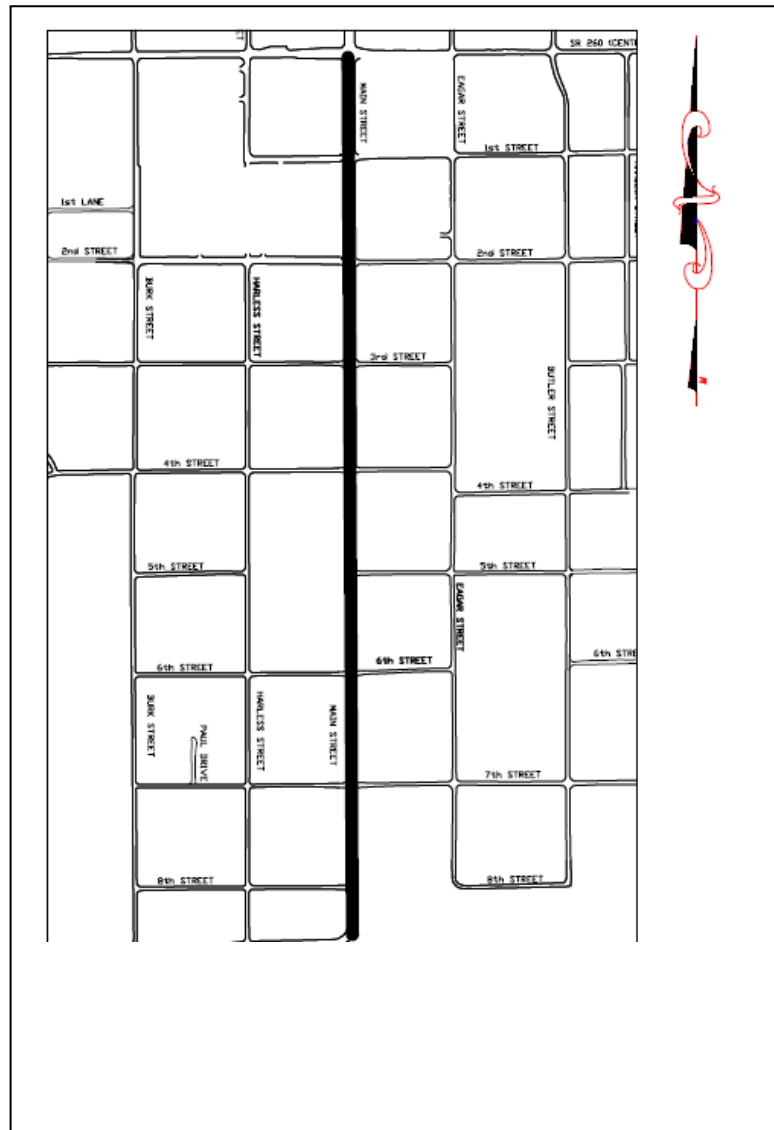 SR 260 (CENT
MAIN STREET
EAGAR STREET
1st STREET
1st LANE
2nd STREET
2nd STREET
BURK STREET
HARLESS STREET
3rd STREET
BUTLER STREET
4th STREET
4th STREET
5th STREET
5th STREET
EAGAR STREET
6th STREET
6th STREET
6th STRE
BURK STREET
PAUL DRIVE
HARLESS STREET
MAIN STREET
7th STREET
8th STREET
8th STREET
N